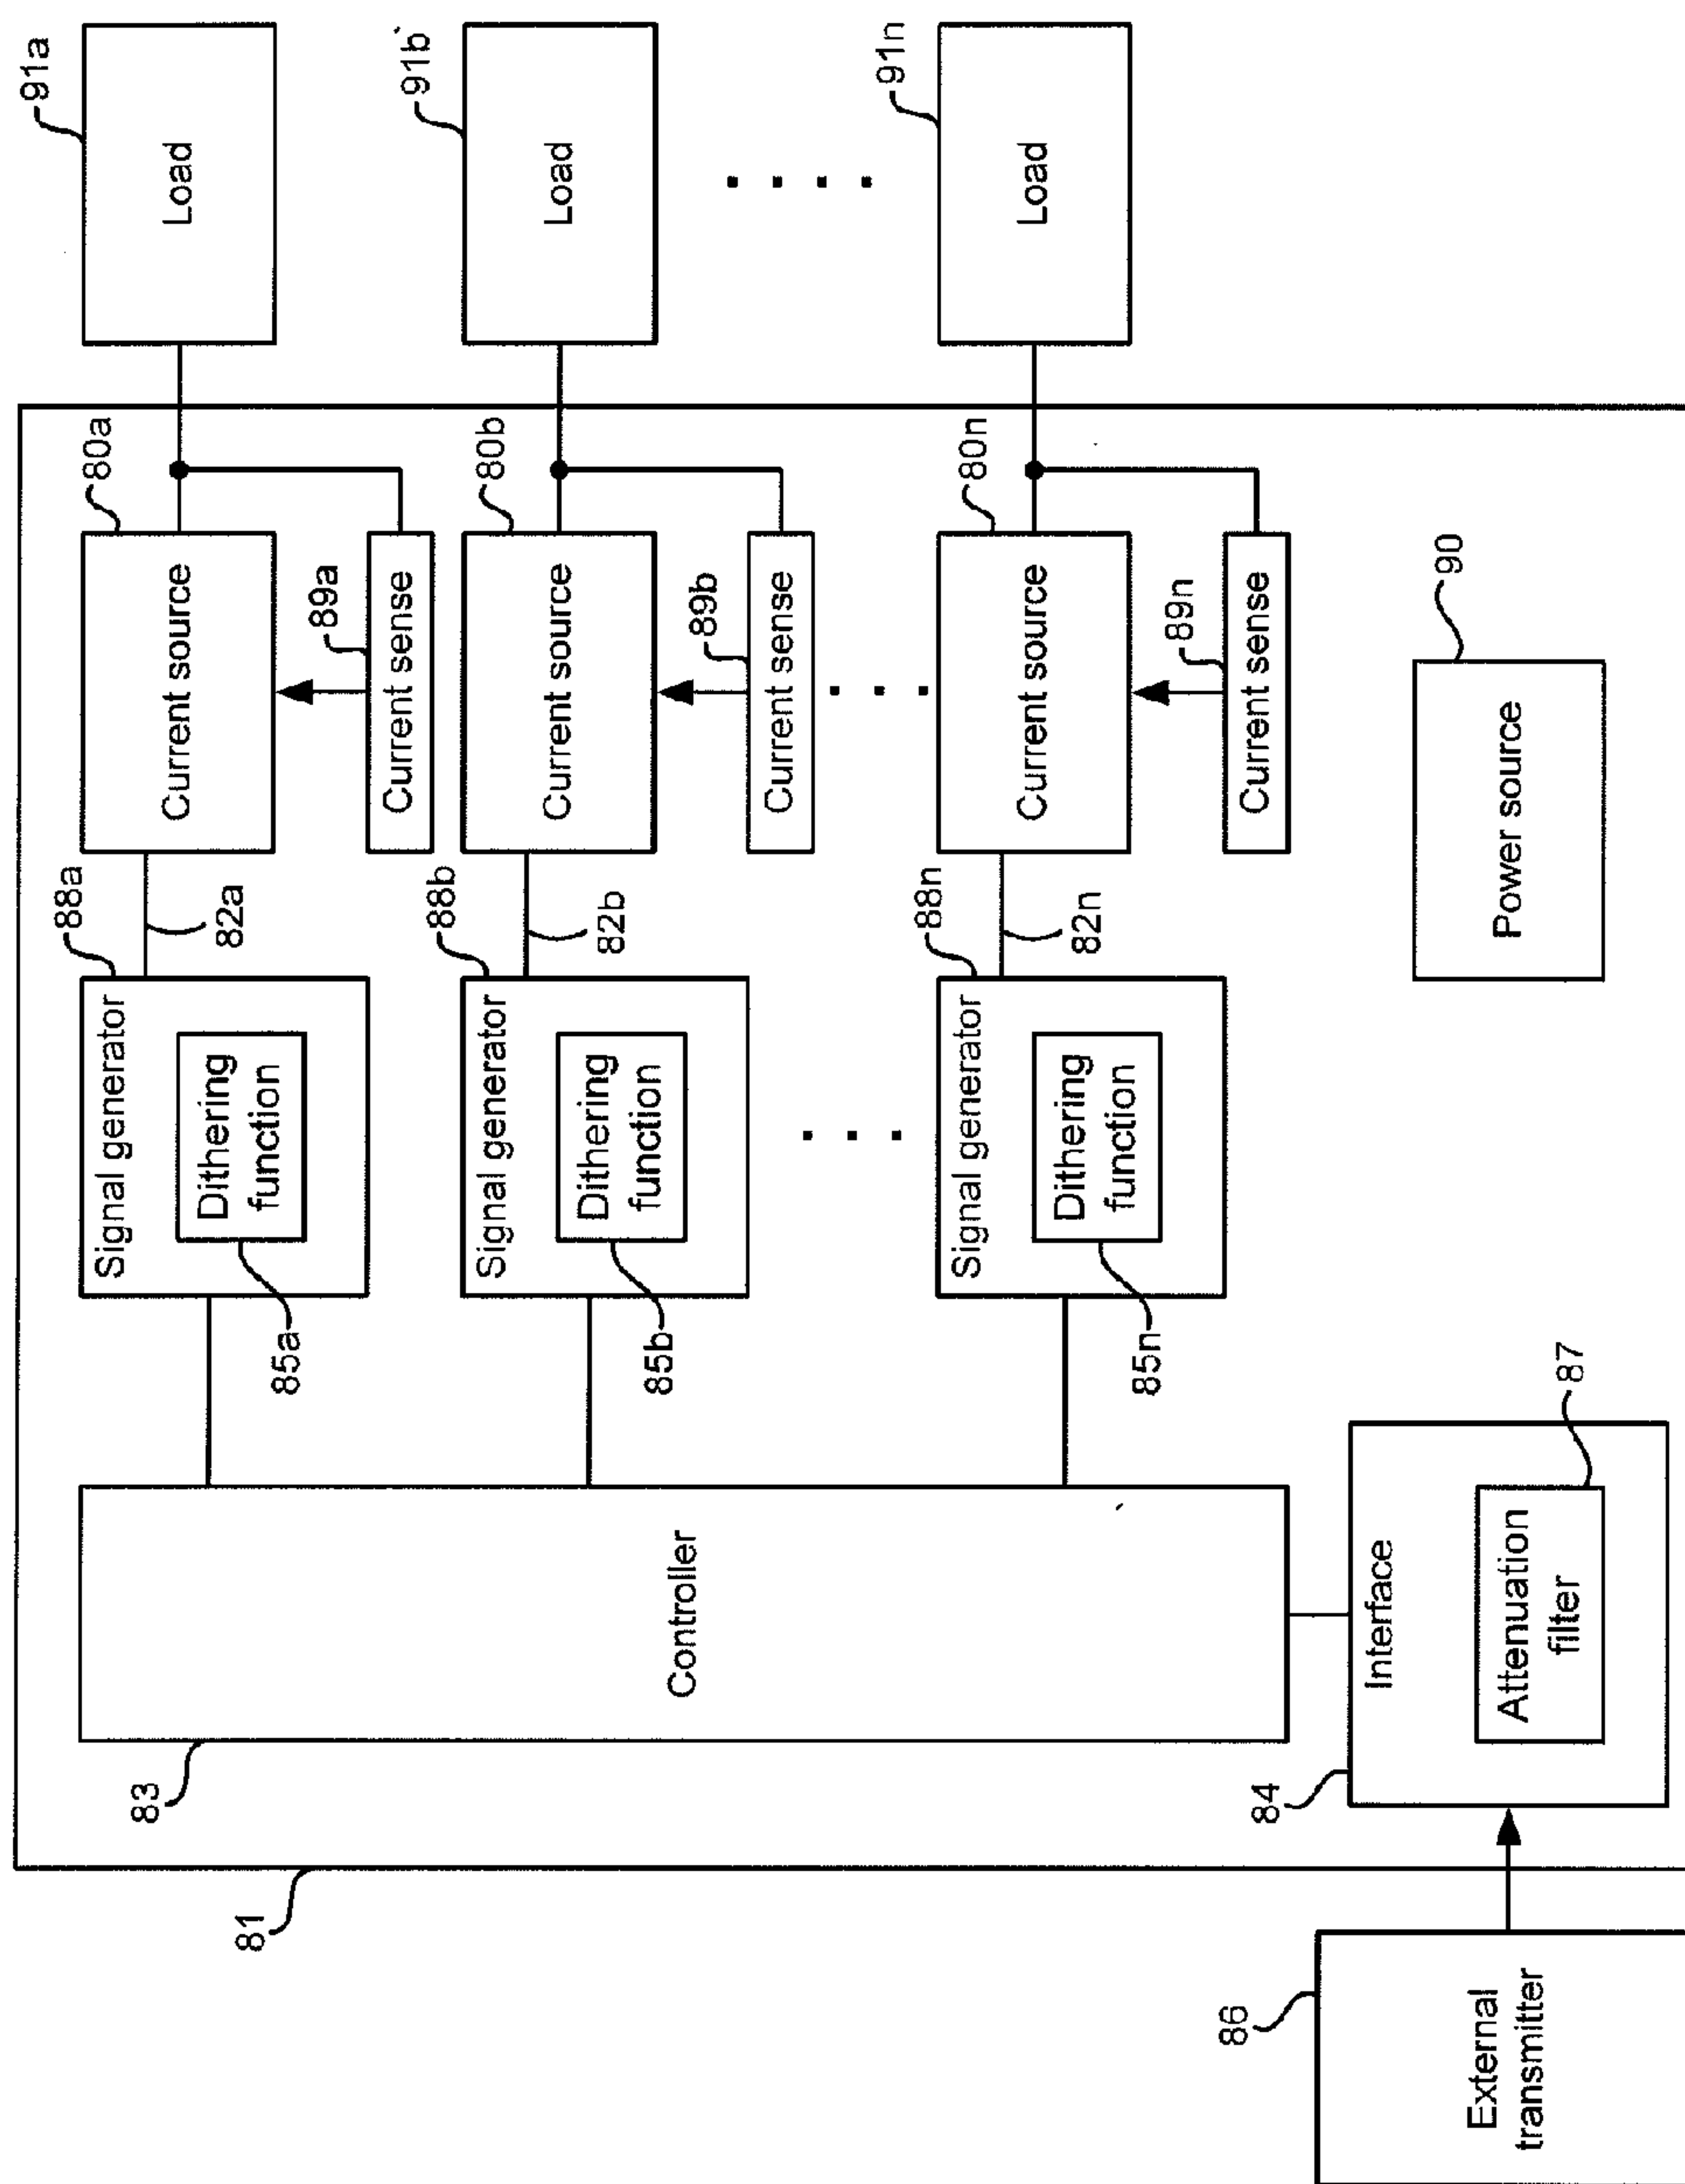 91a
Load
91b
Load
91n
Load
80a
Current source
89a
Current sense
80b
Current source
89b
Current sense
80n
Current source
89n
Current sense
90
Power source
88a
82a
Signal generator
Dithering
function
85a
88b
82b
Signal generator
Dithering
function
85b
88n
82n
Signal generator
Dithering
function
85n
Controller
83
Interface
84
Attenuation
filter
87
81
86
External
transmitter